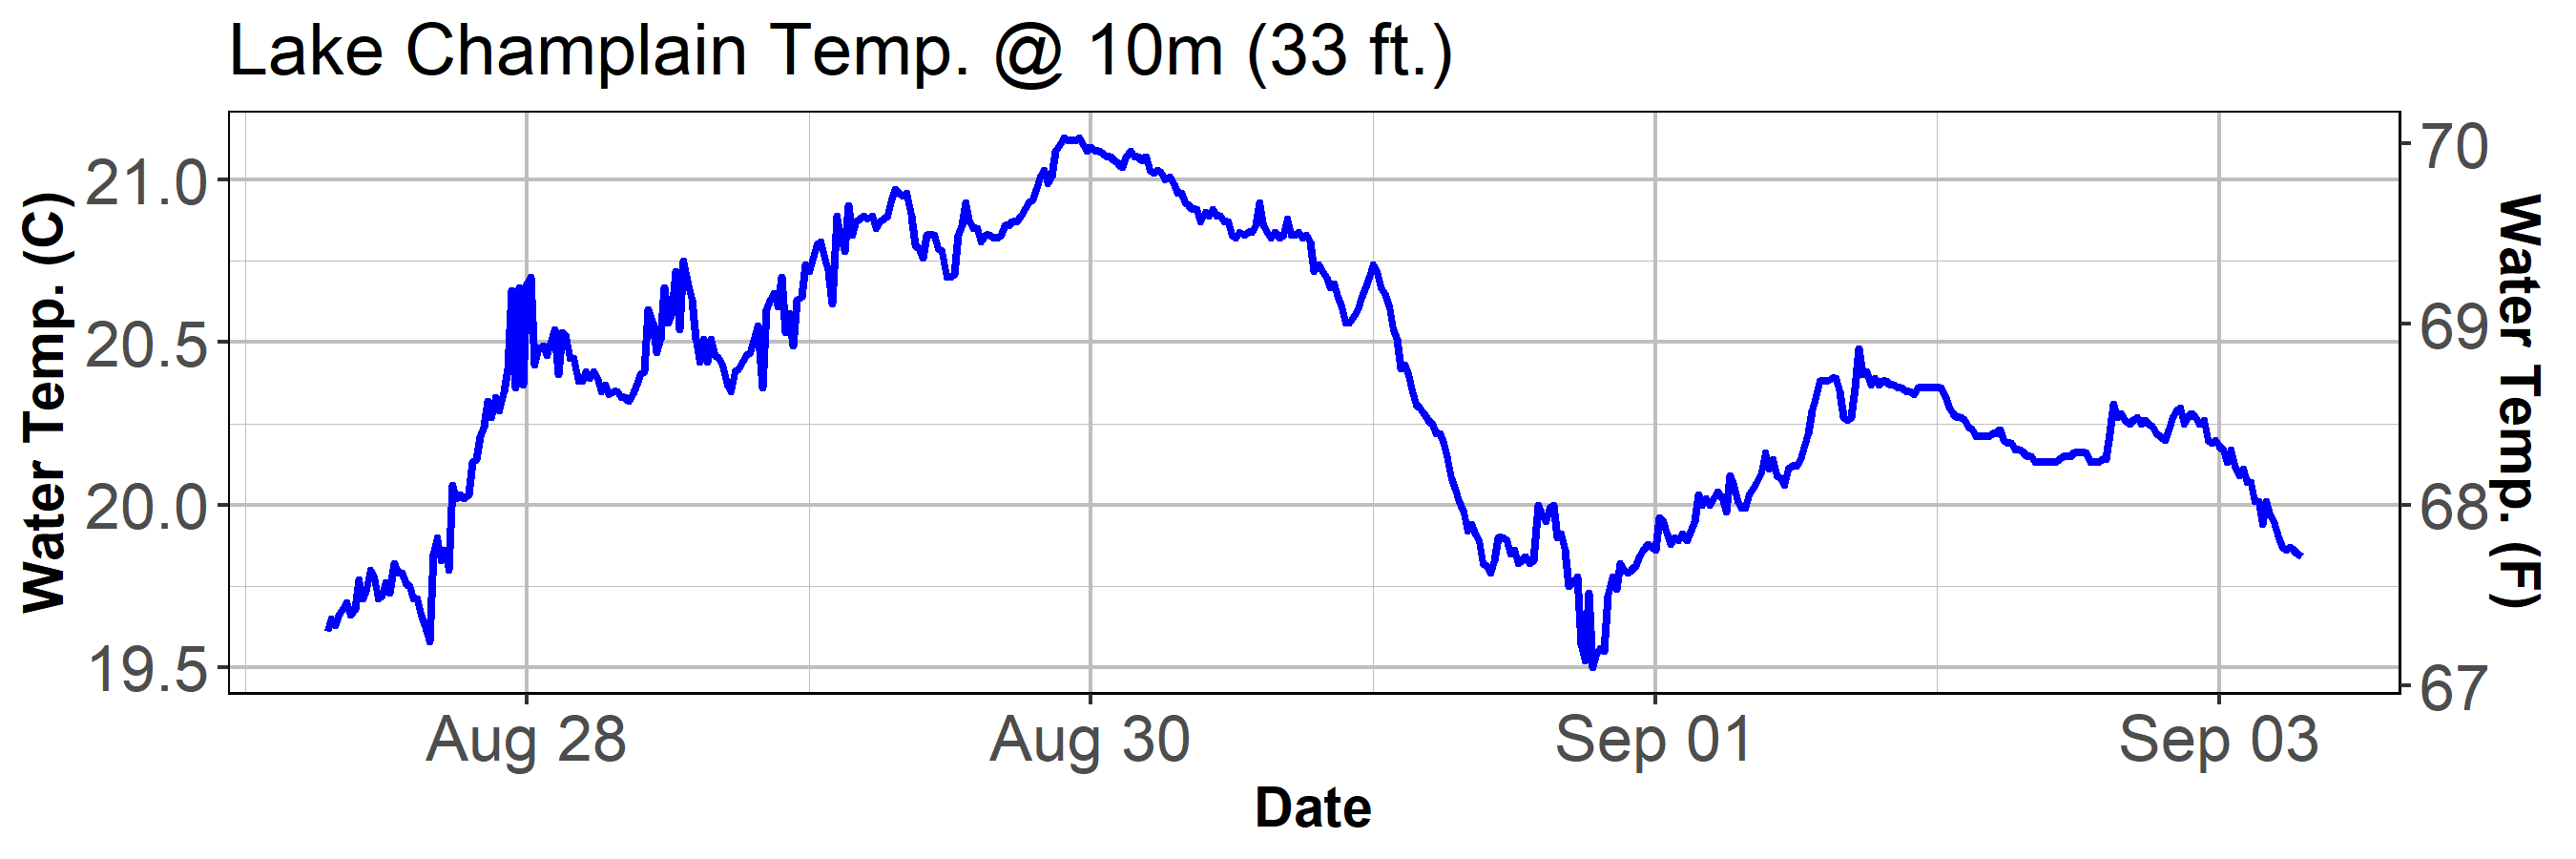 Lake Champlain Temp. @ 10m (33 ft.)
Water Temp. (C)
21.0
20.5
20.0
19.5
70
69
68
67
Water Temp. (F)
Aug 28
Aug 30
Sep 01
Sep 03
Date